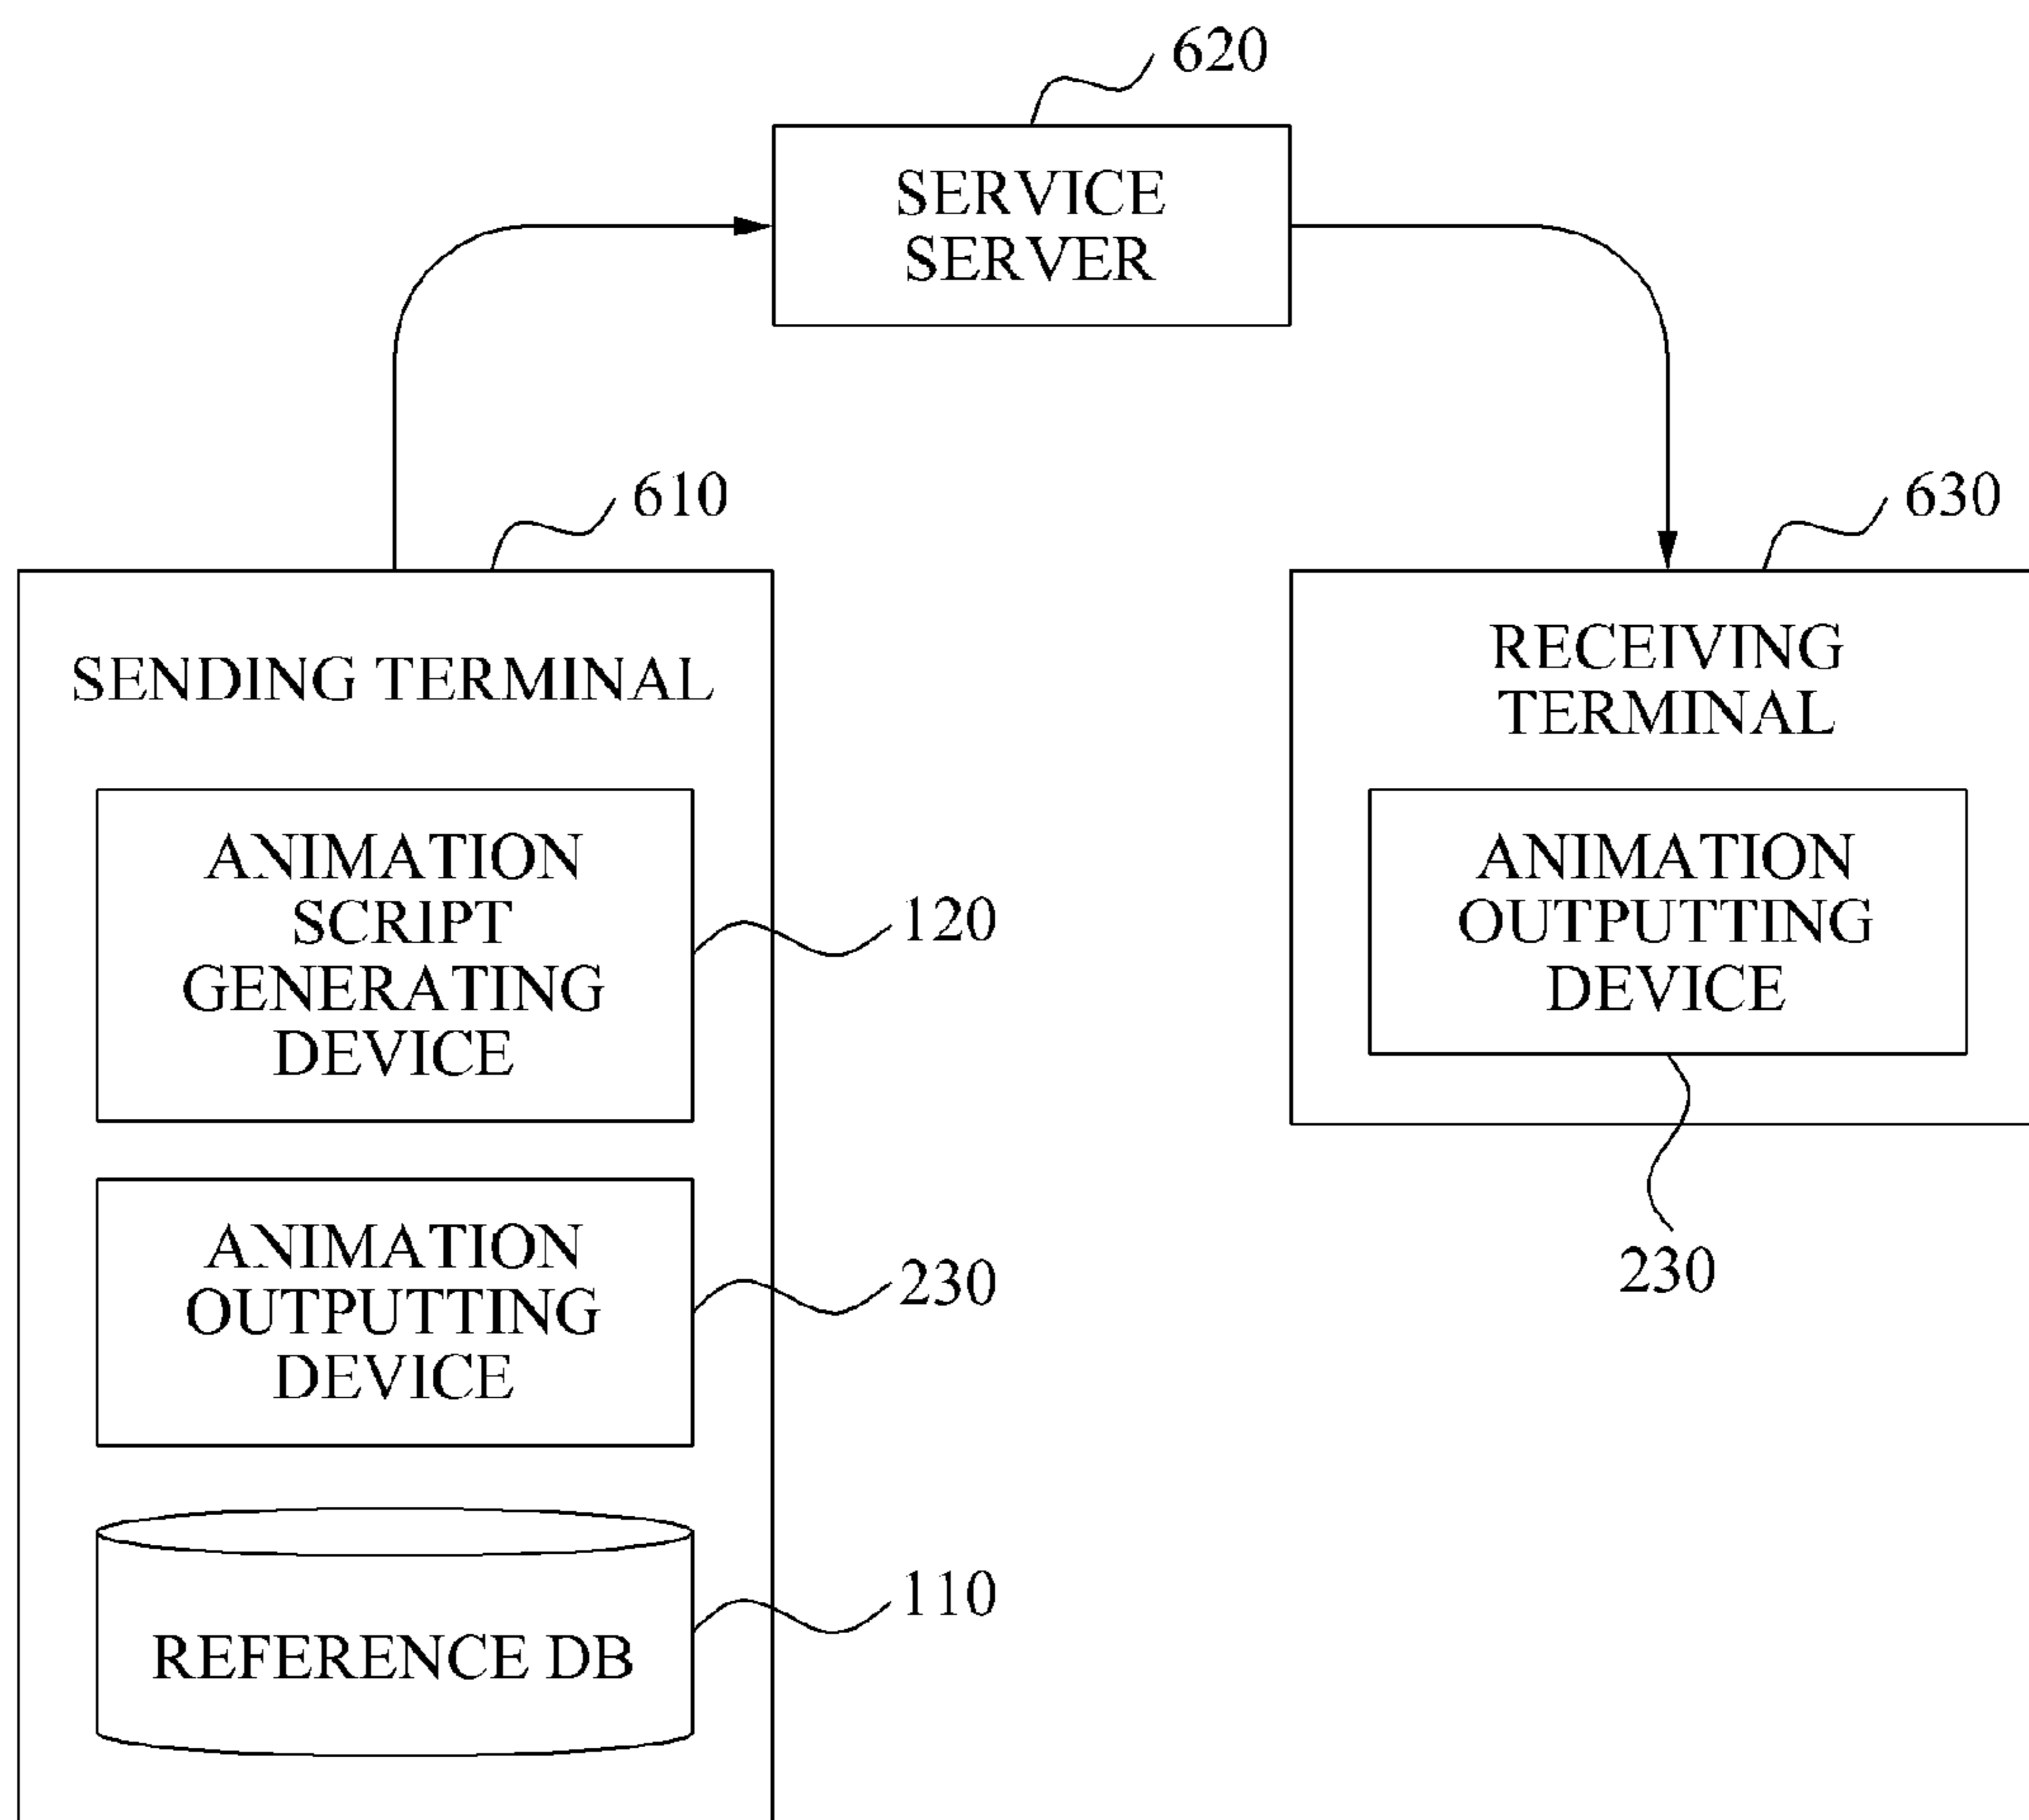 620
SERVICE
SERVER
610
630
SENDING TERMINAL
ANIMATION
SCRIPT
GENERATING
DEVICE
120
ANIMATION
OUTPUTTING
DEVICE
230
REFERENCE DB
110
RECEIVING
TERMINAL
ANIMATION
OUTPUTTING
DEVICE
230